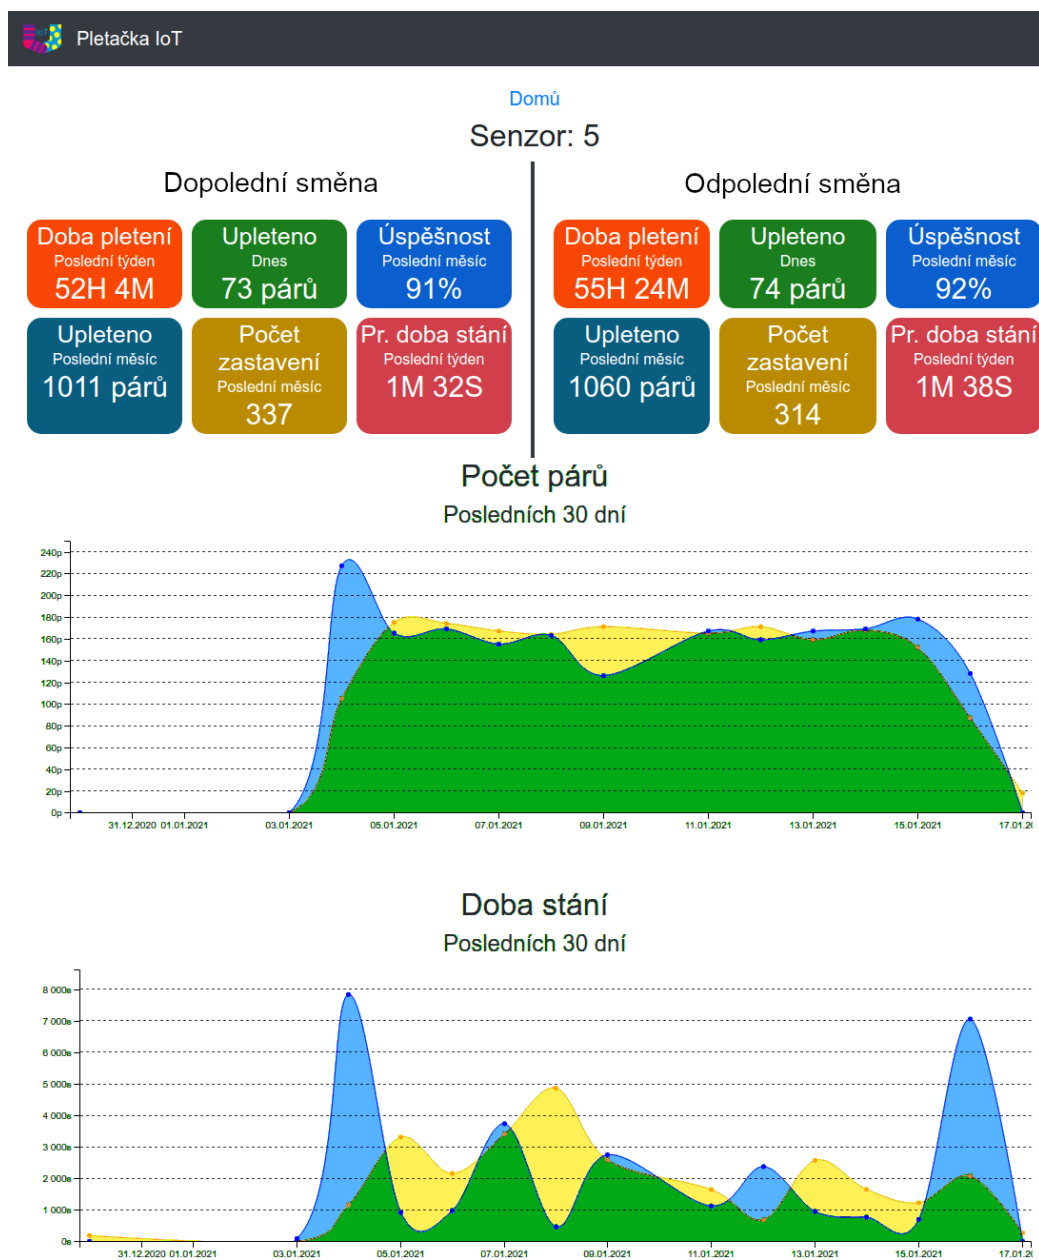 IoT
Pletačka IoT
Domů
Senzor: 5
Dopolední směna
Doba pletení
Poslední týden
52H 4M
Upleteno
Dnes
73 párů
Úspěšnost
Poslední měsíc
91%
Upleteno
Poslední měsíc
1011 párů
Počet
zastavení
Poslední měsíc
337
Pr. doba stání
Poslední týden
1M 32S
Odpolední směna
Doba pletení
Poslední týden
55H 24M
Upleteno
Dnes
74 párů
Úspěšnost
Poslední měsíc
92%
Upleteno
Poslední měsíc
1060 párů
Počet
zastavení
Poslední měsíc
314
Pr. doba stání
Poslední týden
1M 38S
Počet párů
Posledních 30 dní
240p
220p
200p
180p
160p
140p
120p
100p
80p
60p
40p
20p
0p
31.12.2020 01.01.2021 03.01.2021 05.01.2021 07.01.2021 09.01.2021 11.01.2021 13.01.2021 15.01.2021 17.01.2
Doba stání
Posledních 30 dní
8 000s
7 000s
6 000s
5 000s
4 000s
3 000s
2 000s
1 000s
0s
31.12.2020 01.01.2021 03.01.2021 05.01.2021 07.01.2021 09.01.2021 11.01.2021 13.01.2021 15.01.2021 17.01.2